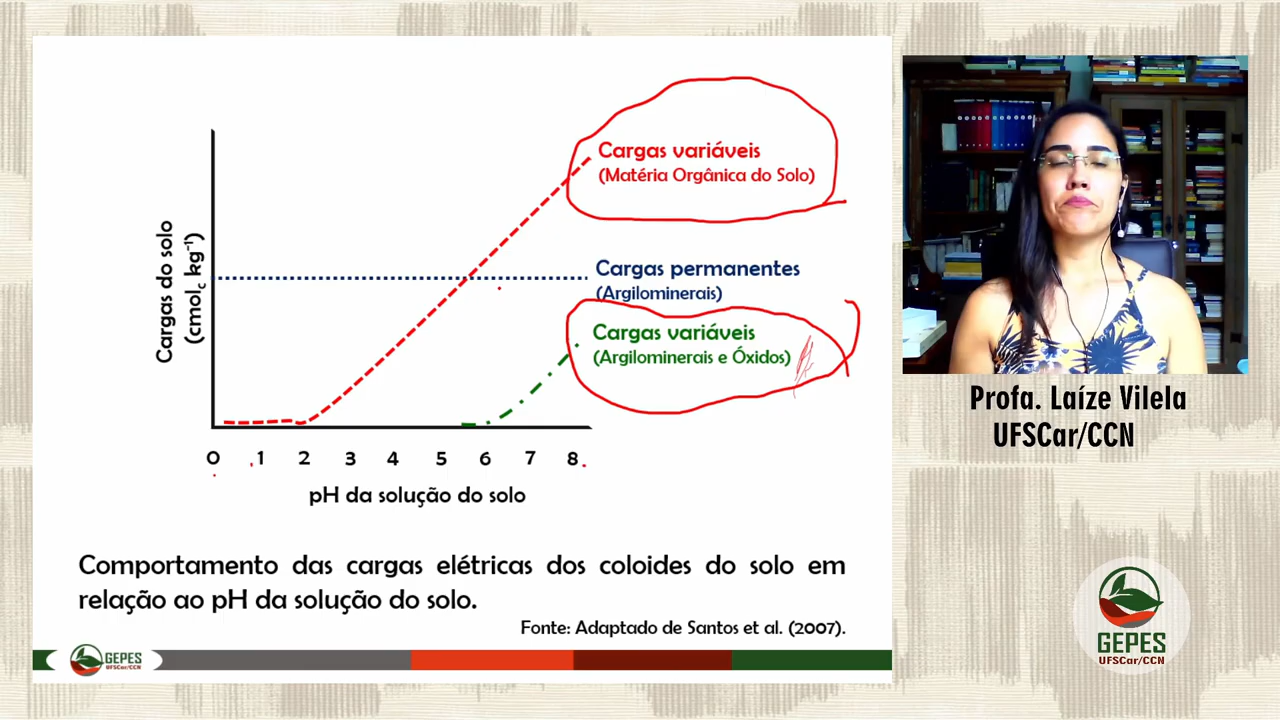 Cargas variáveis
(Matéria Orgânica do Solo)
Cargas permanentes
(Argilominerais)
Cargas variáveis
(Argilominerais e Óxidos)
Cargas do solo
(cmolc kg-1)
0 1 2 3 4 5 6 7 8
pH da solução do solo
Comportamento das cargas elétricas dos coloides do solo em
relação ao pH da solução do solo.
Fonte: Adaptado de Santos et al. (2007).
GEPES
UFSCar/CCN
Profa. Laíze Vilela
UFSCar/CCN
GEPES
UFSCar/CCN